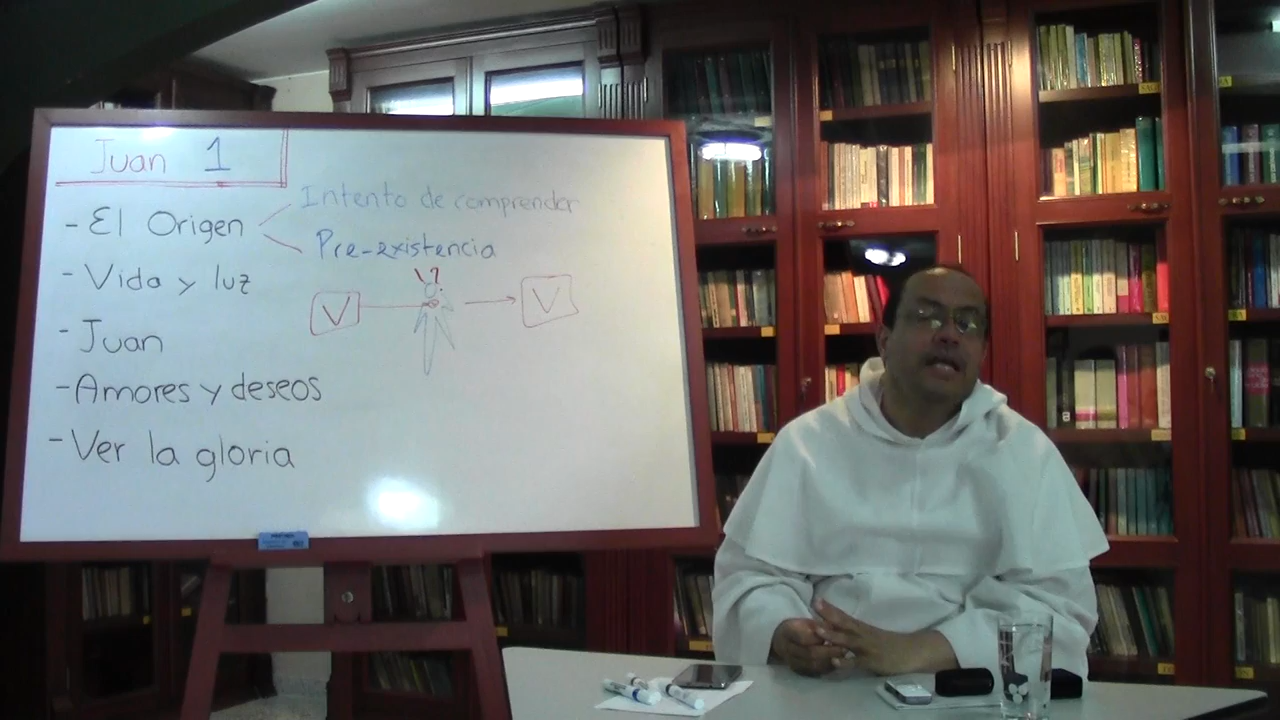 Juan 1
- El Origen
Intento de comprender
Pre-existencia
- Vida y luz
V
\?
V
- Juan
- Amores y deseos
- Ver la gloria